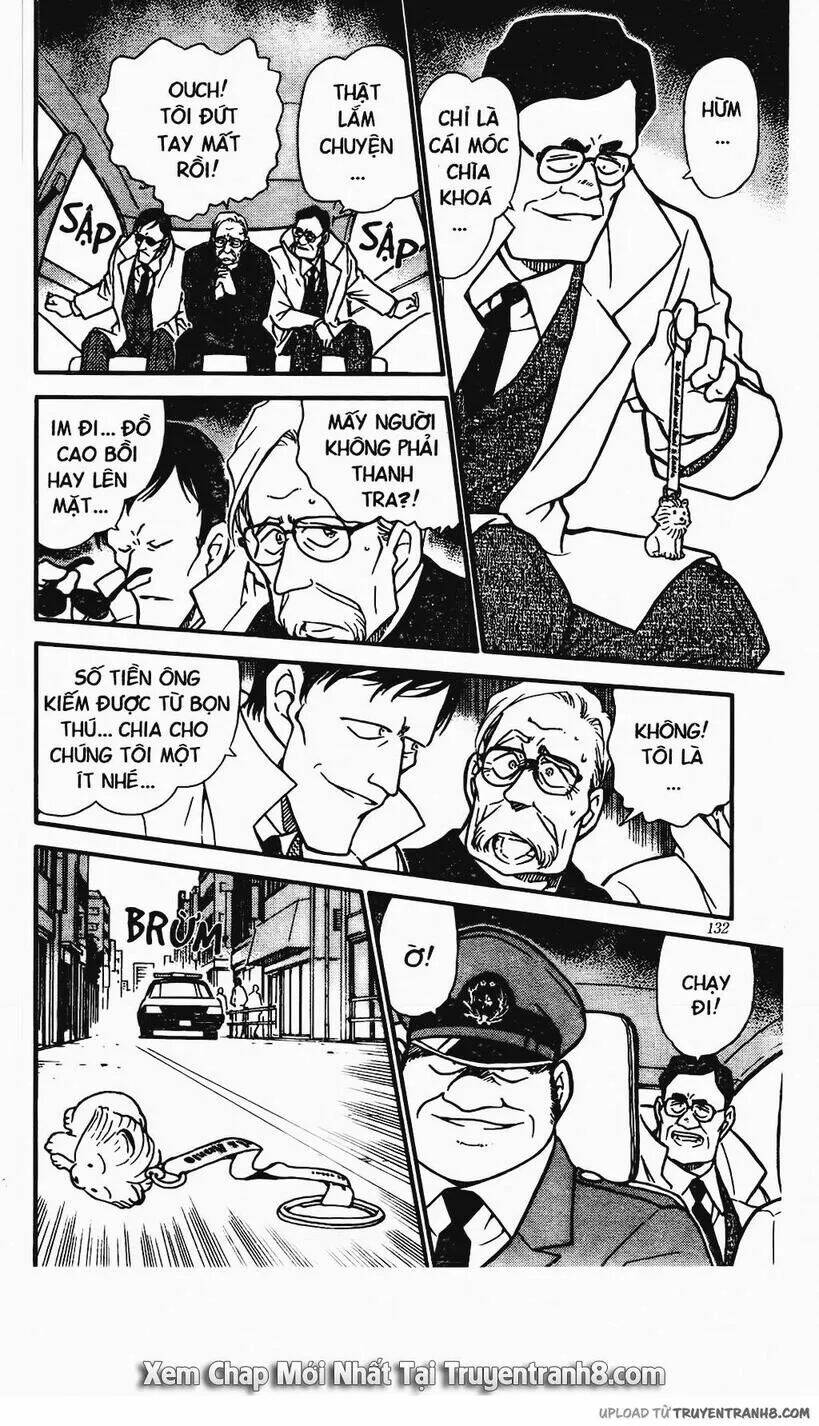 HỪM
...
CHỈ LÀ
CÁI MÓC
CHÌA
KHOÁ
...
THẬT
LẮM
CHUYỆN
...
OUCH!
TÔI ĐỨT
TAY MẤT
RỒI!
SẬP
SẬP
MẤY NGƯỜI
KHÔNG PHẢI
THANH
TRA?!
IM ĐI... ĐỒ
CAO BỒI
HAY LÊN
MẶT...
KHÔNG!
TÔI LÀ
...
SỐ TIỀN ÔNG
KIẾM ĐƯỢC TỪ BỌN
THÚ... CHIA CHO
CHÚNG TÔI MỘT
ÍT NHÉ...
132
CHẠY
ĐI!
Ờ!
BRỪM
Xem Chap Mới Nhất Tại Truyentranh8.com
UPLOAD TỪ TRUYENTRANH8.COM